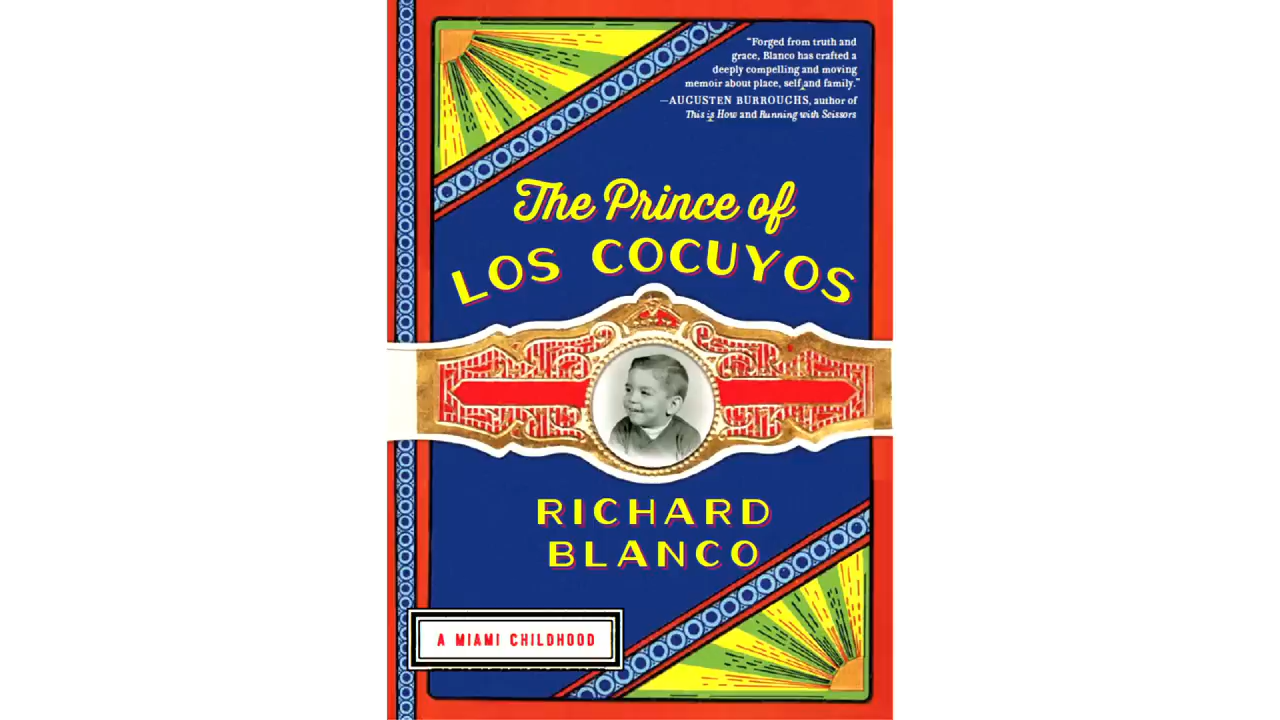 “Forged from truth and
grace, Blanco has crafted a
deeply compelling and moving
memoir about place, self, and family.”
—AUGUSTEN BURROUGHS, author of
This is How and Running with Scissors
The Prince of
LOS COCUYOS
RICHARD
BLANCO
A MIAMI CHILDHOOD